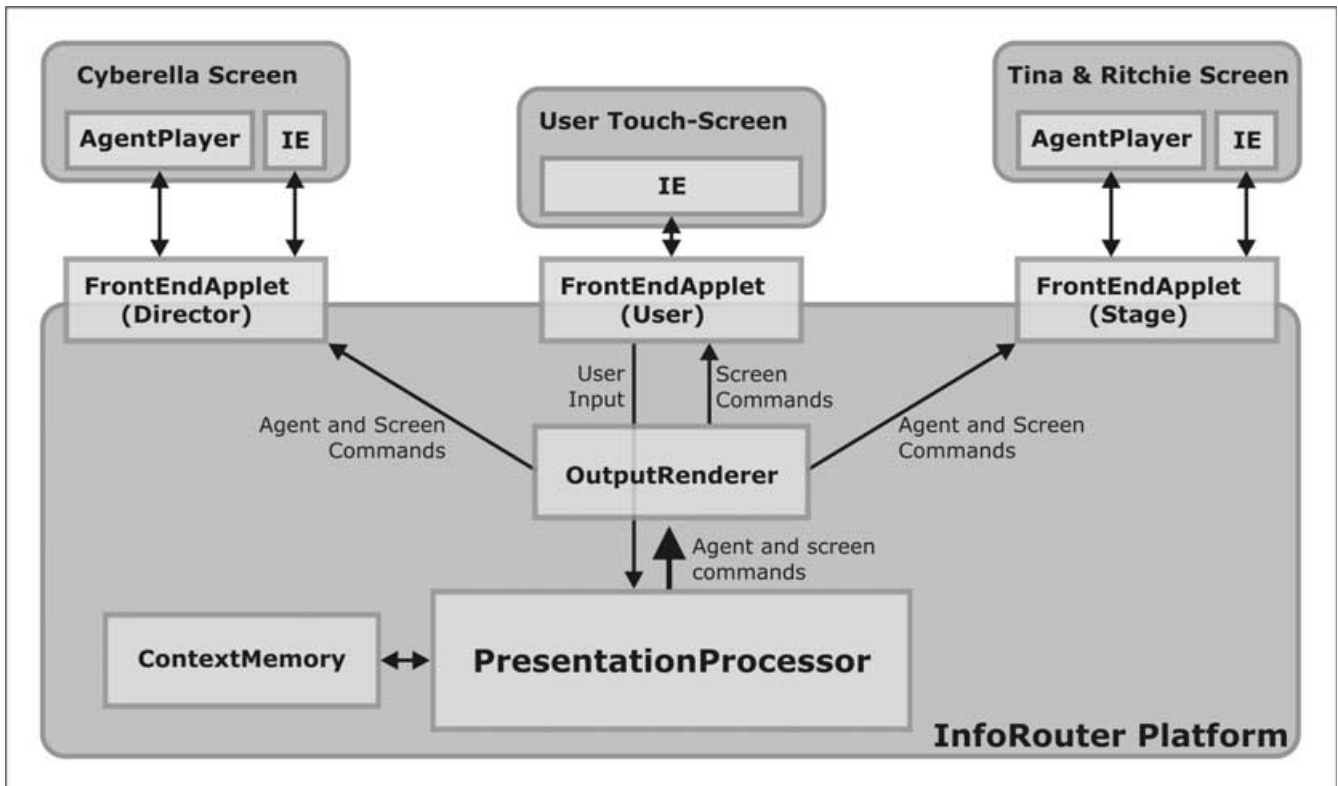 Cyberella Screen
AgentPlayer
IE
User Touch-Screen
IE
Tina & Ritchie Screen
AgentPlayer
IE
FrontEndApplet
(Director)
FrontEndApplet
(User)
FrontEndApplet
(Stage)
User
Input
Screen
Commands
Agent and Screen
Commands
Agent and Screen
Commands
OutputRenderer
Agent and screen
commands
ContextMemory
PresentationProcessor
InfoRouter Platform